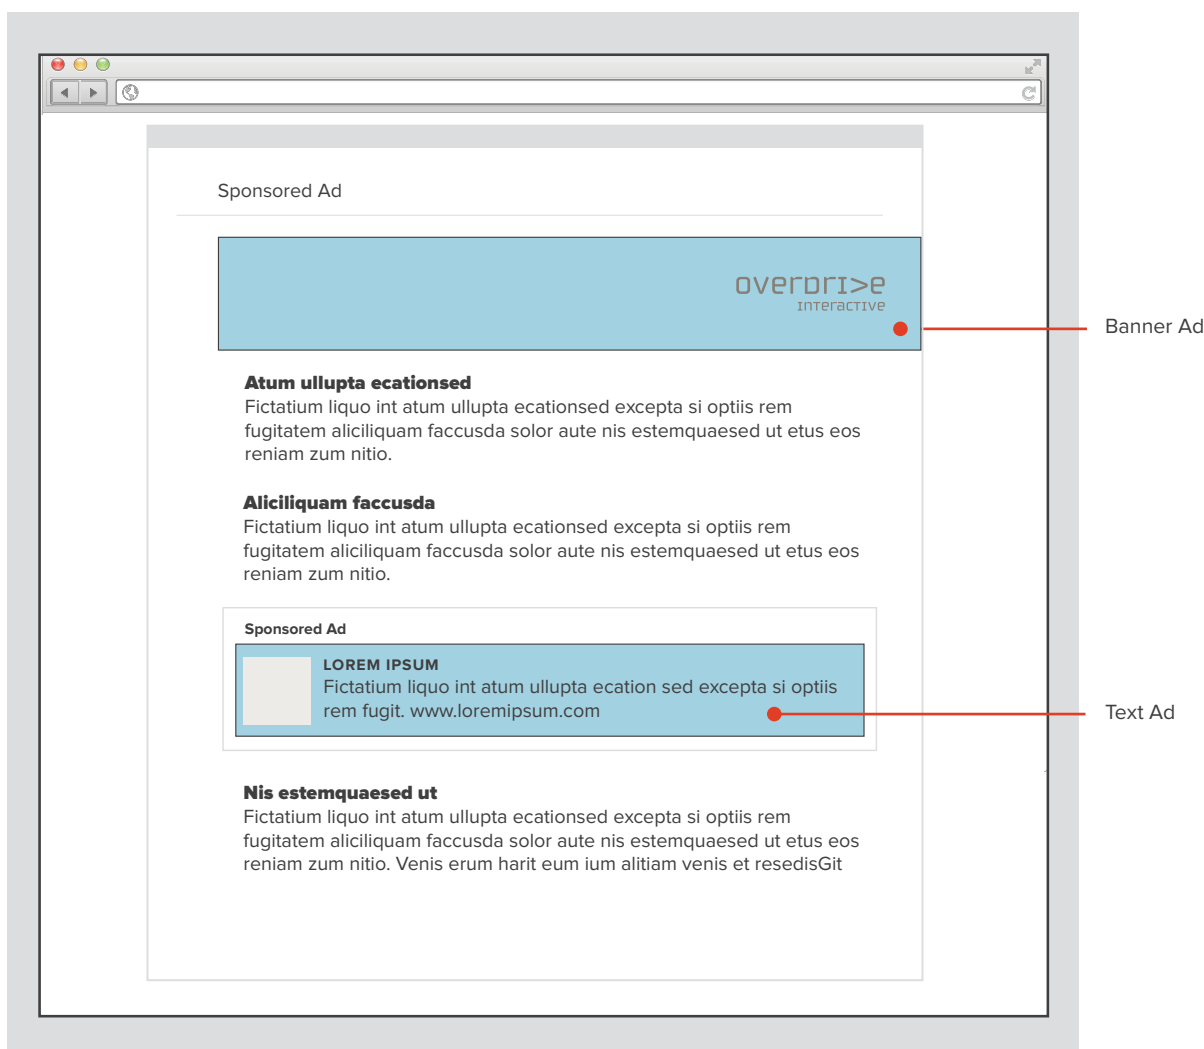 Sponsored Ad
overdri>e
interactive
Banner Ad
Atum ullupta ecationsed
Fictatium liquo int atum ullupta ecationsed excepta si optiis rem
fugitatem aliciliquam faccusda solor aute nis estemquaesed ut etus eos
reniam zum nitio.
Aliciliquam faccusda
Fictatium liquo int atum ullupta ecationsed excepta si optiis rem
fugitatem aliciliquam faccusda solor aute nis estemquaesed ut etus eos
reniam zum nitio.
Sponsored Ad
LOREM IPSUM
Fictatium liquo int atum ullupta ecation sed excepta si optiis
rem fugit. www.loremipsum.com
Text Ad
Nis estemquaesed ut
Fictatium liquo int atum ullupta ecationsed excepta si optiis rem
fugitatem aliciliquam faccusda solor aute nis estemquaesed ut etus eos
reniam zum nitio. Venis erum harit eum ium alitiam venis et resedisGit